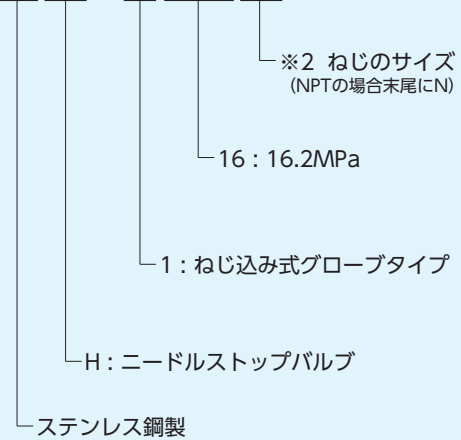 ※2 ねじのサイズ
(NPTの場合末尾にN)
16：16.2MPa
1：ねじ込み式グローブタイプ
H：ニードルストップバルブ
ステンレス鋼製